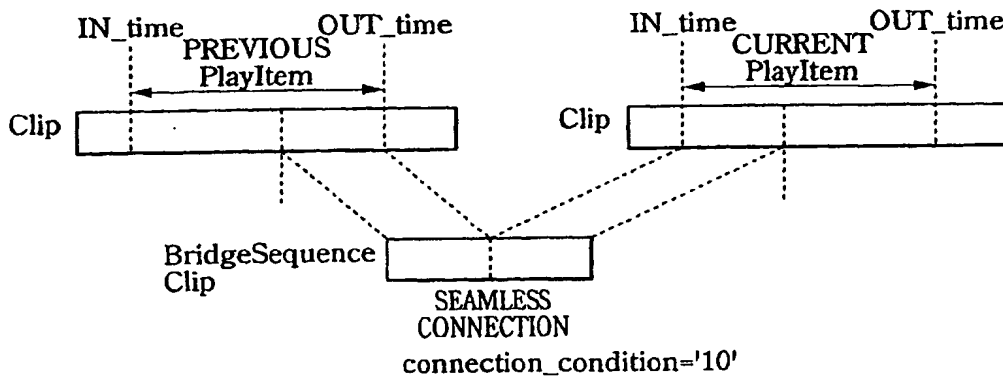 IN_time
OUT_time
PREVIOUS
PlayItem
Clip
IN_time
OUT_time
CURRENT
PlayItem
Clip
BridgeSequence
Clip
SEAMLESS
CONNECTION
connection_condition='10'